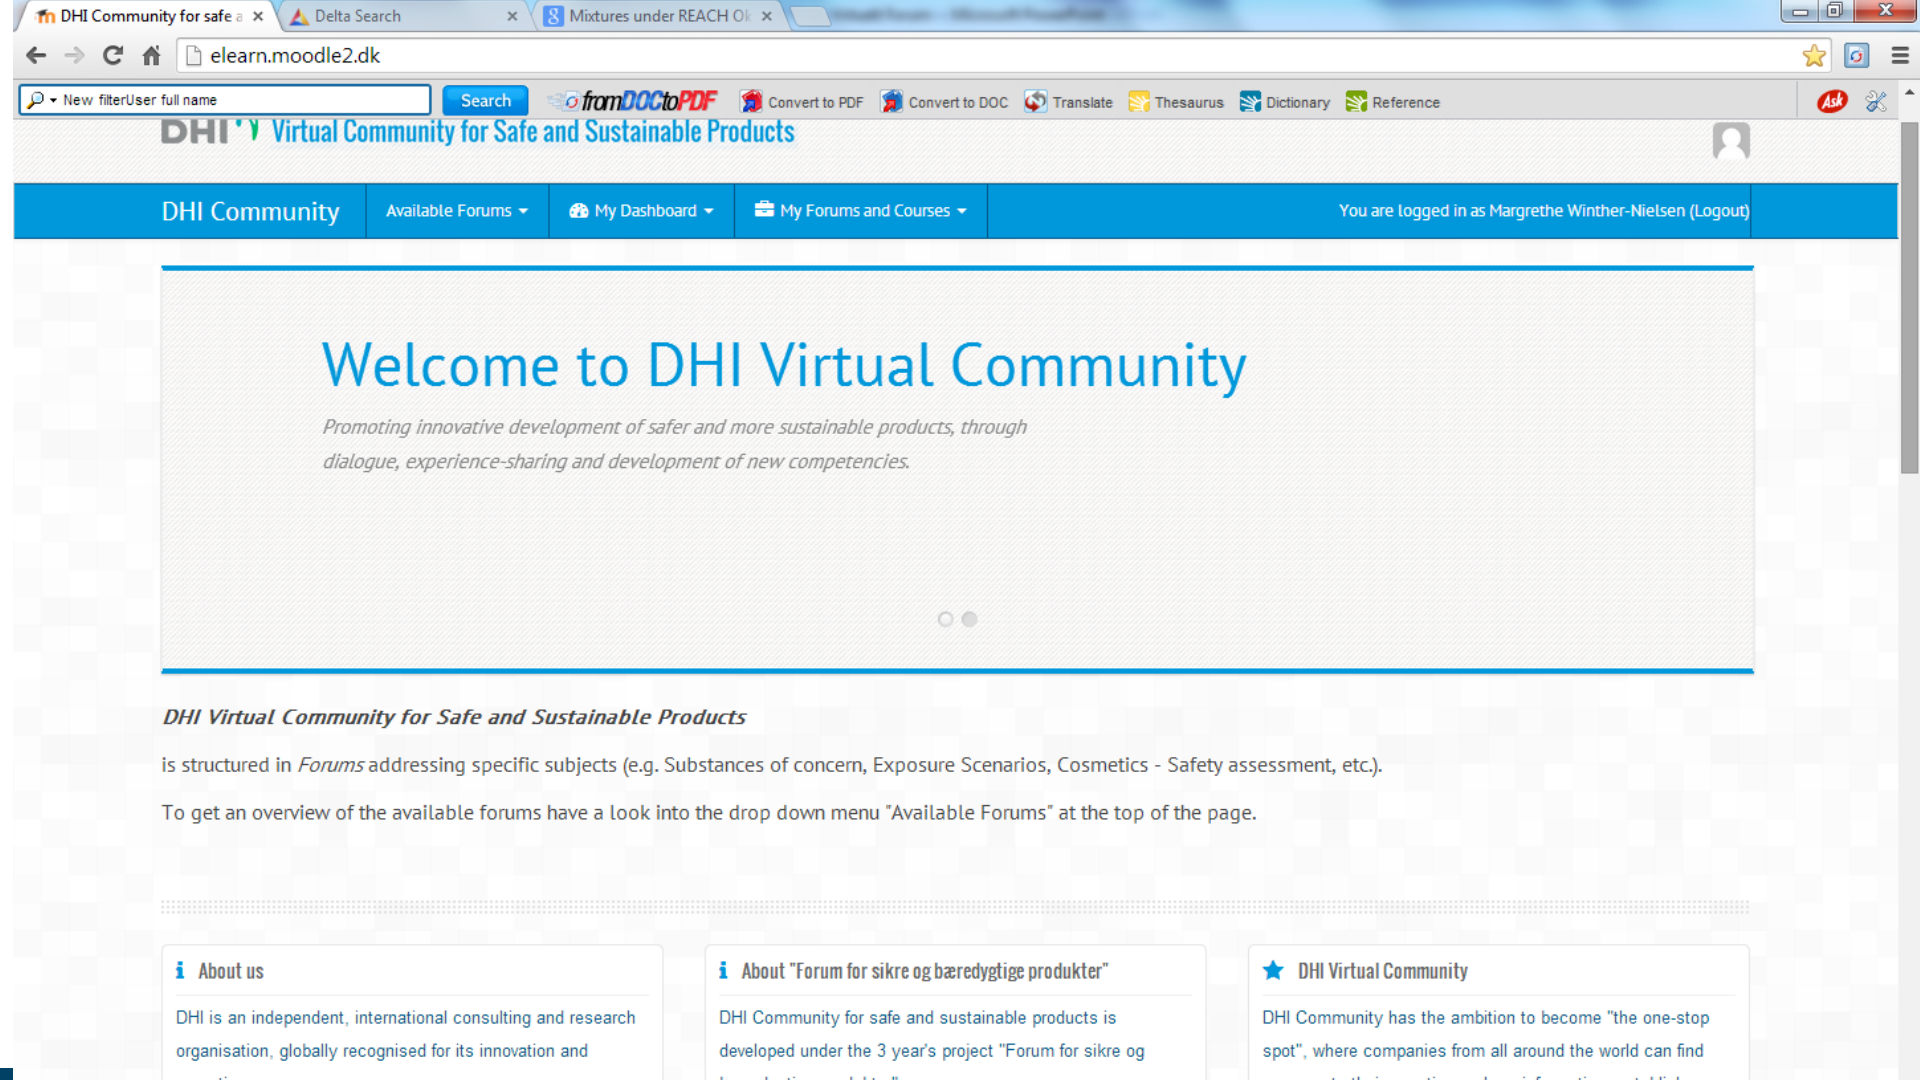 DHI Community for safe a
Delta Search
Mixtures under REACH Ok
elearn.moodle2.dk
New filterUser full name
Search
fromDOCtoPDF
Convert to PDF
Convert to DOC
Translate
Thesaurus
Dictionary
Reference
Ask
DHI Virtual Community for Safe and Sustainable Products
DHI Community
Available Forums
My Dashboard
My Forums and Courses
You are logged in as Margrethe Winther-Nielsen (Logout)
Welcome to DHI Virtual Community
Promoting innovative development of safer and more sustainable products, through
dialogue, experience-sharing and development of new competencies.
DHI Virtual Community for Safe and Sustainable Products
is structured in Forums addressing specific subjects (e.g. Substances of concern, Exposure Scenarios, Cosmetics - Safety assessment, etc.).
To get an overview of the available forums have a look into the drop down menu "Available Forums" at the top of the page.
About us
DHI is an independent, international consulting and research
organisation, globally recognised for its innovation and
About "Forum for sikre og bæredygtige produkter"
DHI Community for safe and sustainable products is
developed under the 3 year's project "Forum for sikre og
DHI Virtual Community
DHI Community has the ambition to become "the one-stop
spot", where companies from all around the world can find